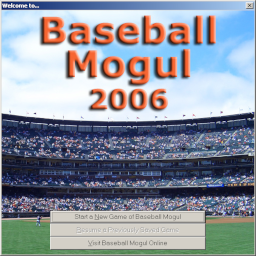 Welcome to...
Baseball
Mogul
2006
Start a New Game of Baseball Mogul
Resume a Previously Saved Game
Visit Baseball Mogul Online